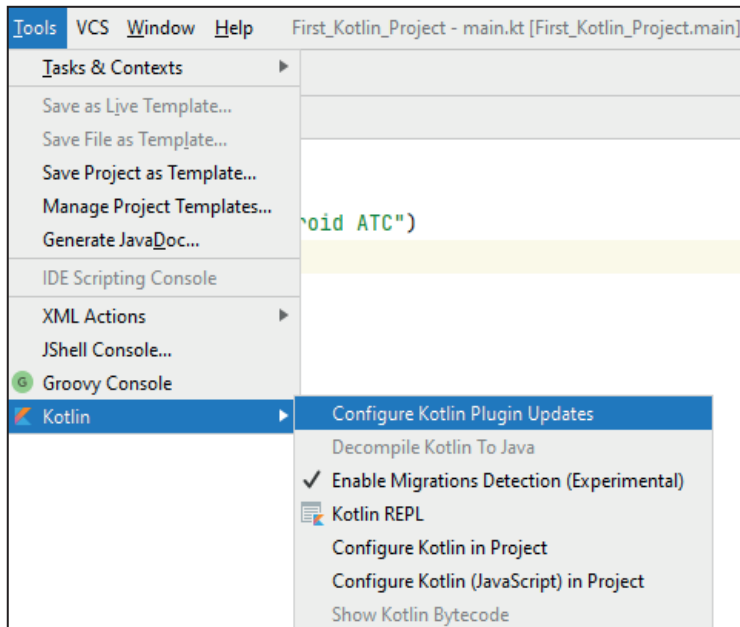 Tools VCS Window Help First_Kotlin_Project - main.kt [First_Kotlin_Project.main]
Tasks & Contexts
Save as Live Template...
Save File as Template...
Save Project as Template...
Manage Project Templates...
roid ATC")
Generate JavaDoc...
IDE Scripting Console
XML Actions
JShell Console...
G Groovy Console
Kotlin
Configure Kotlin Plugin Updates
Decompile Kotlin To Java
Enable Migrations Detection (Experimental)
Kotlin REPL
Configure Kotlin in Project
Configure Kotlin (JavaScript) in Project
Show Kotlin Bytecode